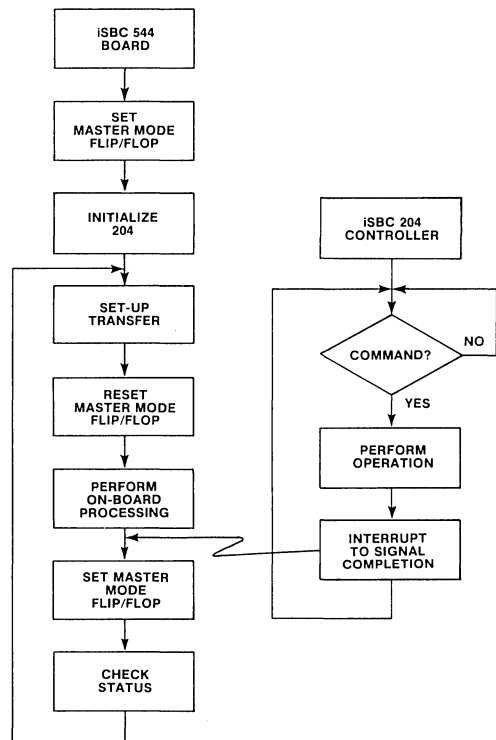 iSBC 544
BOARD
SET
MASTER MODE
FLIP/FLOP
INITIALIZE
204
SET-UP
TRANSFER
RESET
MASTER MODE
FLIP/FLOP
PERFORM
ON-BOARD
PROCESSING
SET MASTER
MODE
FLIP/FLOP
CHECK
STATUS
iSBC 204
CONTROLLER
COMMAND?
NO
YES
PERFORM
OPERATION
INTERRUPT
TO SIGNAL
COMPLETION